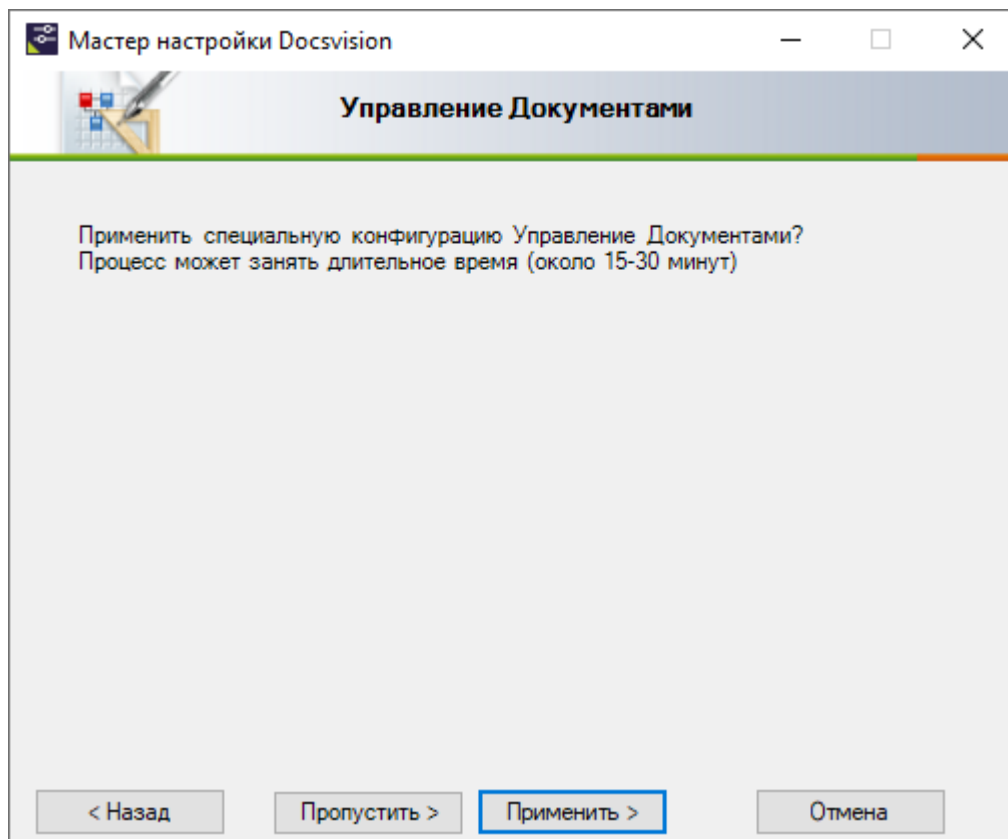 Мастер настройки Docsvision
Управление Документами
Применить специальную конфигурацию Управление Документами?
Процесс может занять длительное время (около 15-30 минут)
< Назад
Пропустить >
Применить >
Отмена